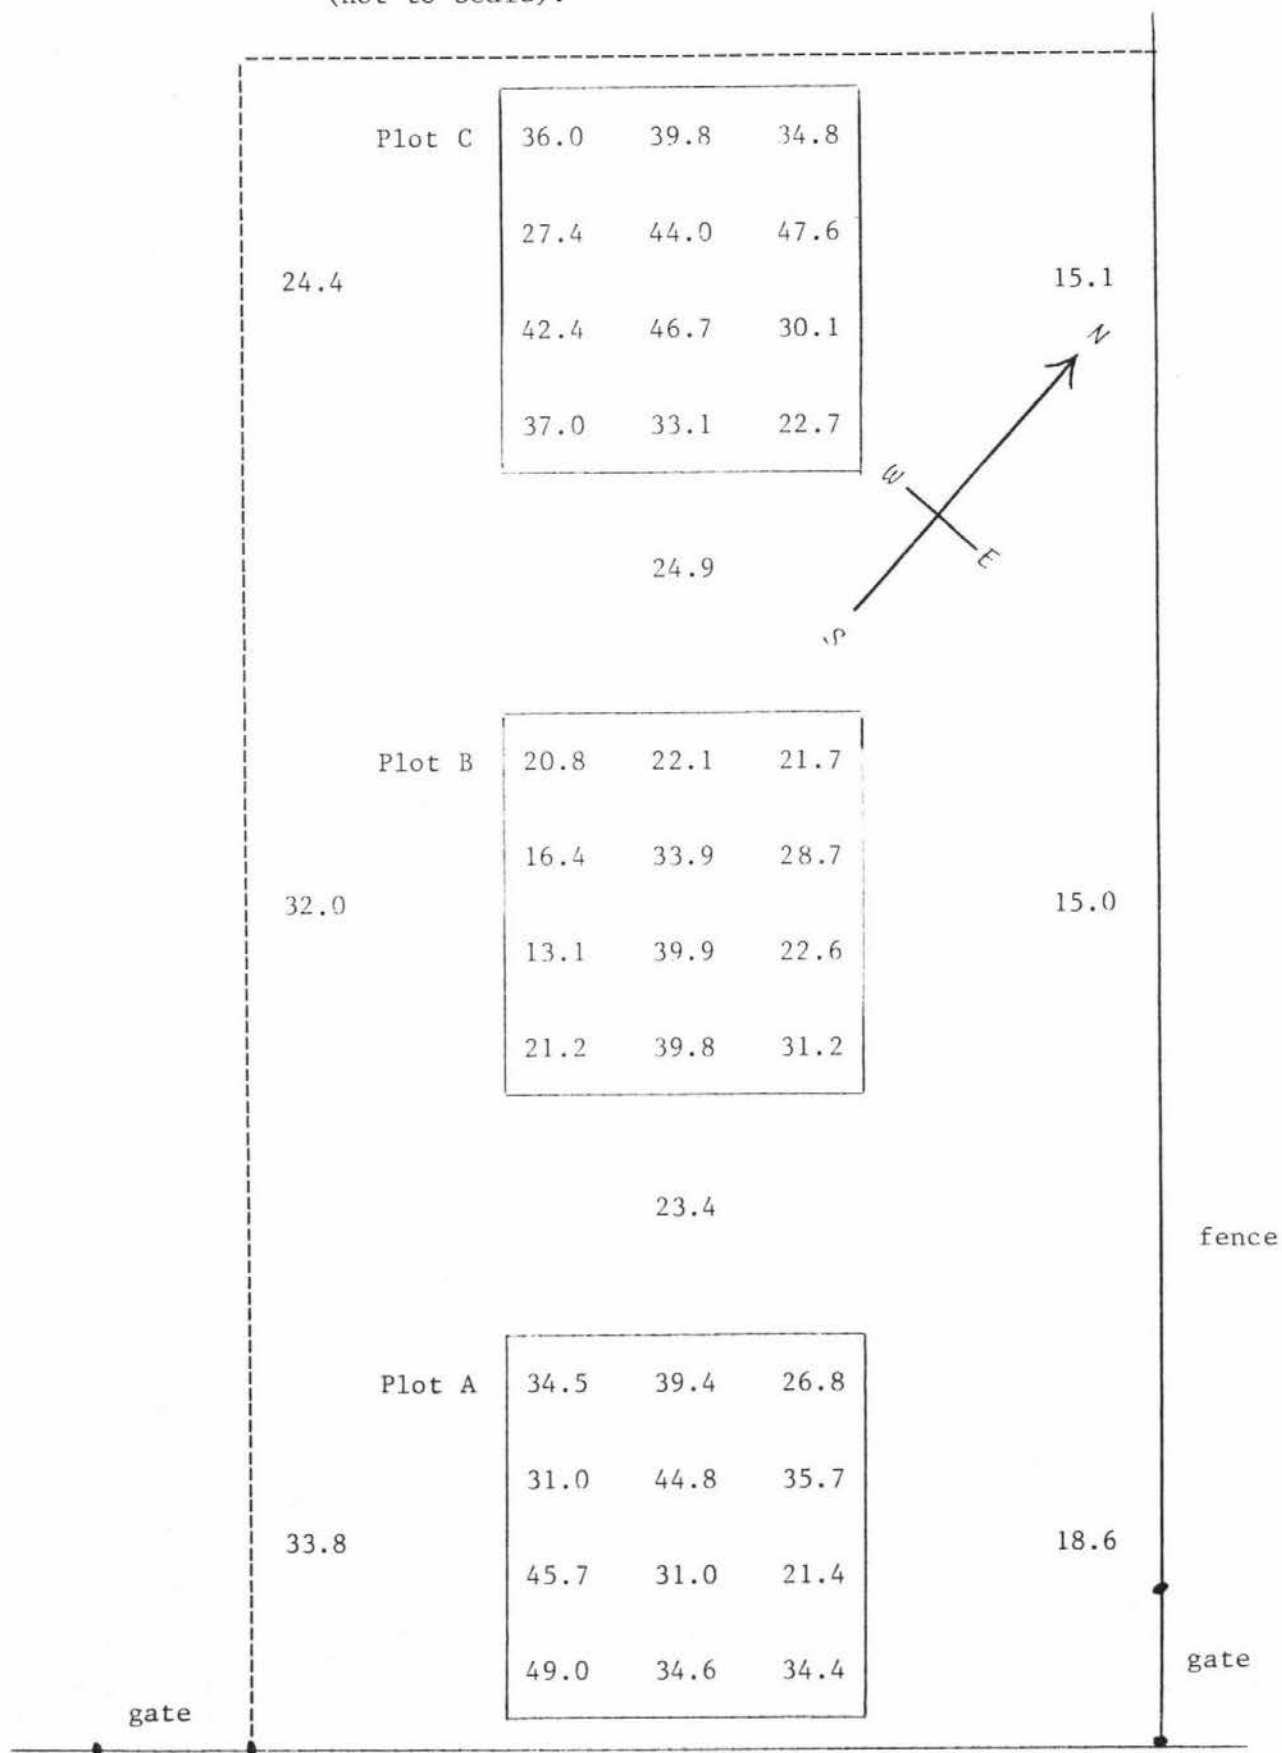 (not to scale).
Plot C 36.0 39.8 34.8
27.4 44.0 47.6
24.4 15.1
N
42.4 46.7 30.1
37.0 33.1 22.7
W
E
24.9
S
Plot B 20.8 22.1 21.7
16.4 33.9 28.7
32.0 15.0
13.1 39.9 22.6
21.2 39.8 31.2
23.4
fence
Plot A 34.5 39.4 26.8
31.0 44.8 35.7
33.8 18.6
45.7 31.0 21.4
49.0 34.6 34.4
gate
gate